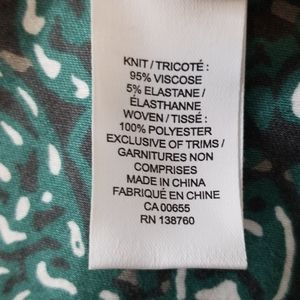 KNIT / TRICOTÉ :
95% VISCOSE
5% ELASTANE /
ÉLASTHANNE
WOVEN / TISSÉ :
100% POLYESTER
EXCLUSIVE OF TRIMS /
GARNITURES NON
COMPRISES
MADE IN CHINA
FABRIQUÉ EN CHINE
CA 00655
RN 138760